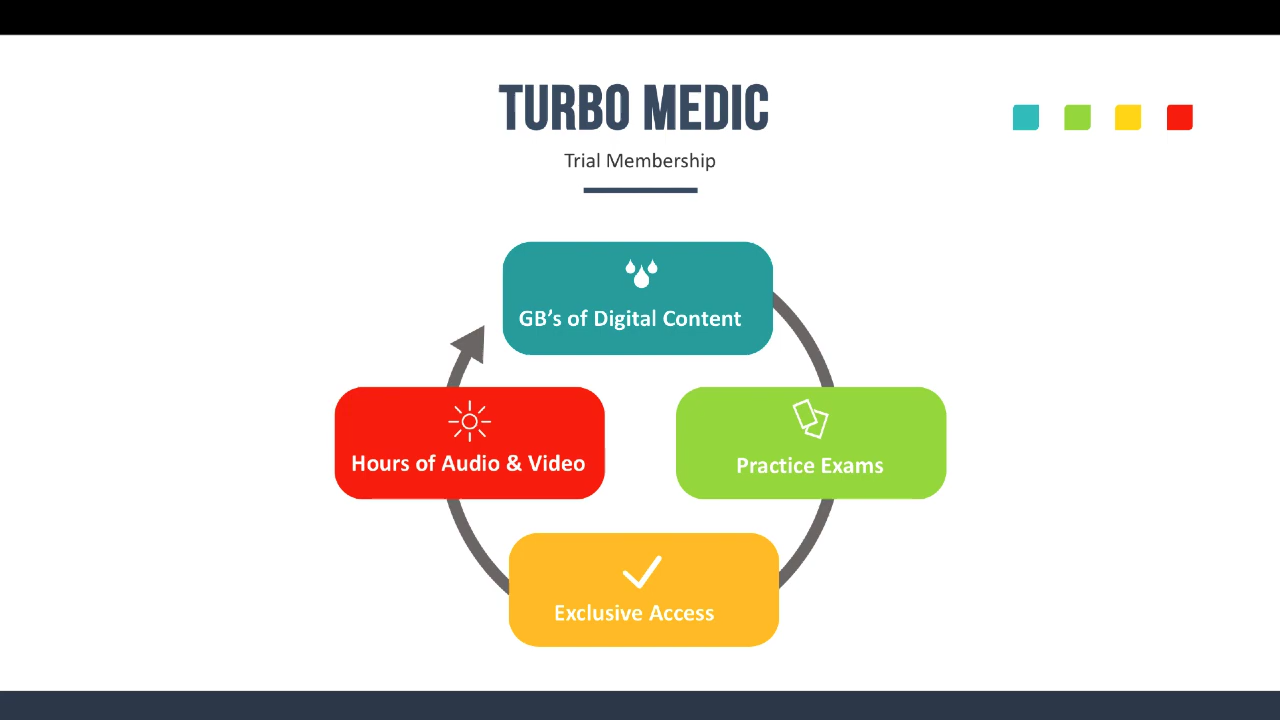 TURBO MEDIC
Trial Membership
GB’s of Digital Content
Hours of Audio & Video
Practice Exams
Exclusive Access